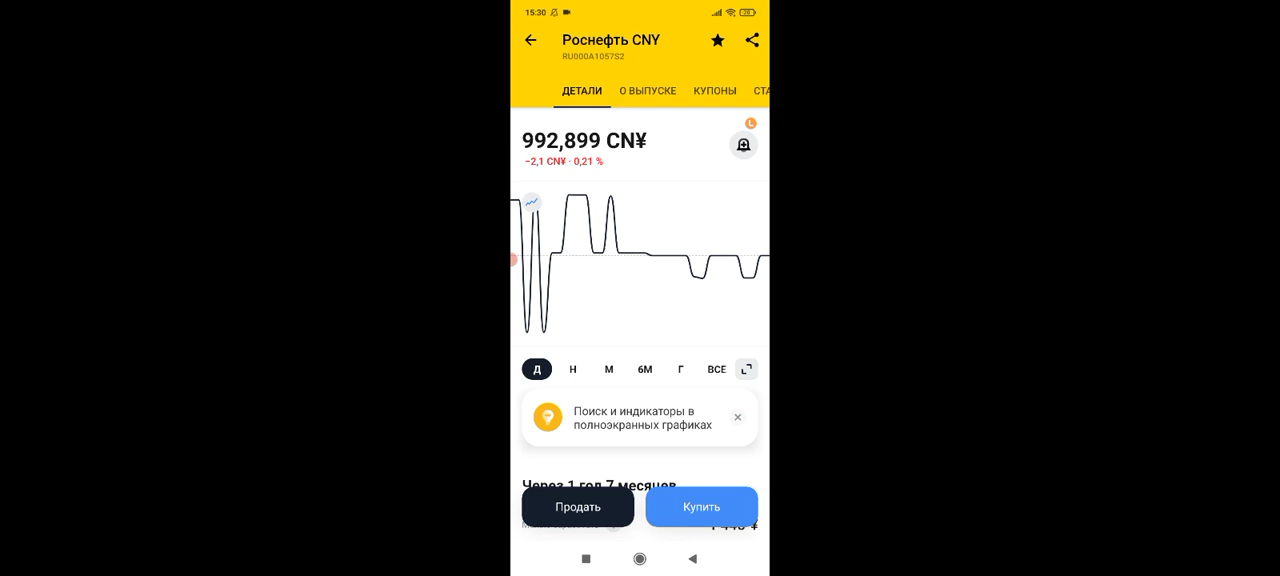 15:30
28
Роснефть CNY
RU000A1057S2
ДЕТАЛИ О ВЫПУСКЕ КУПОНЫ СТА
L
992,899 CN¥
−2,1 CN¥ · 0,21 %
Д Н М 6М Г ВСЕ
Поиск и индикаторы в
полноэкранных графиках
Через 1 год 7 месяцев
Продать Купить